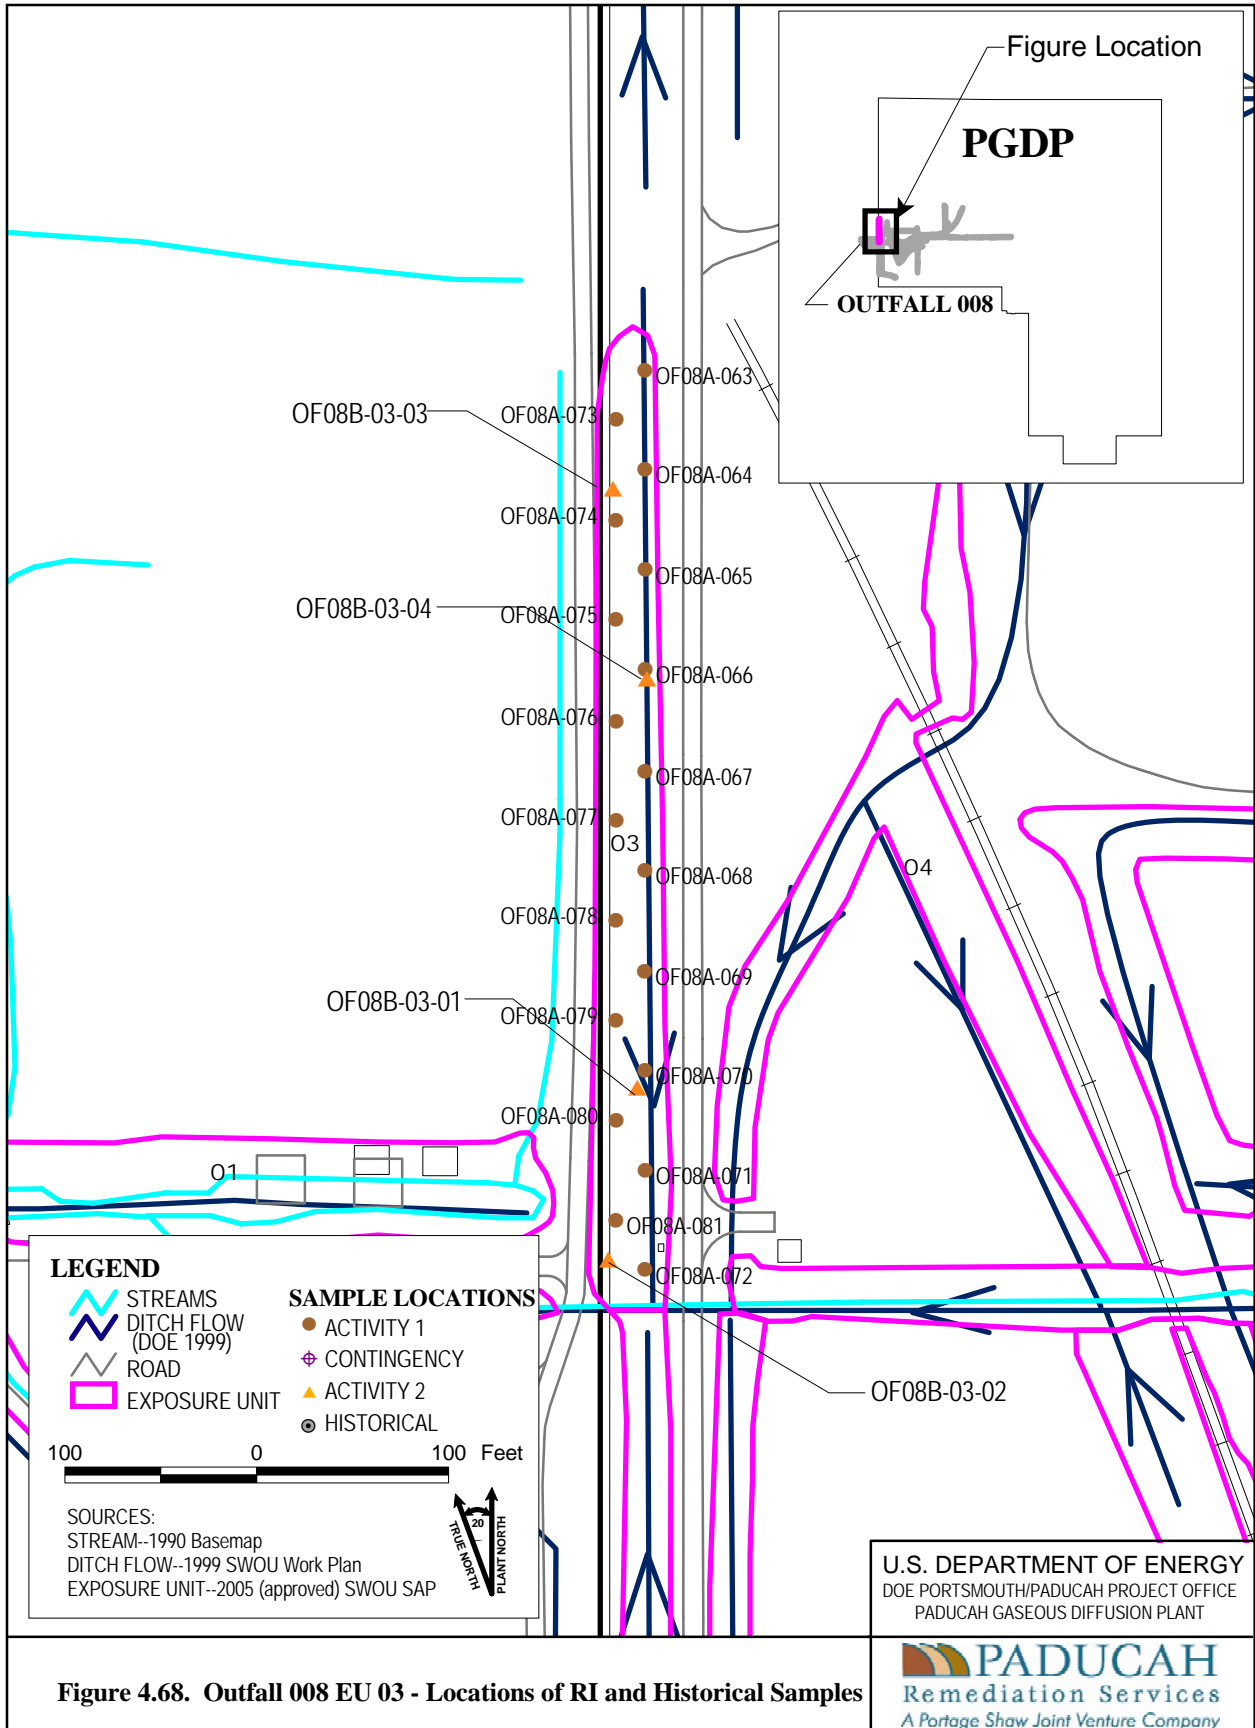 Figure Location
PGDP
OUTFALL 008
OF08A-063
OF08B-03-03
OF08A-073
OF08A-064
OF08A-074
OF08A-065
OF08B-03-04
OF08A-075
OF08A-066
OF08A-076
OF08A-067
OF08A-077
03
OF08A-068
04
OF08A-078
OF08A-069
OF08B-03-01
OF08A-079
OF08A-070
OF08A-080
01
OF08A-071
OF08A-081
OF08A-072
OF08B-03-02
LEGEND
STREAMS
DITCH FLOW
(DOE 1999)
ROAD
EXPOSURE UNIT
SAMPLE LOCATIONS
ACTIVITY 1
CONTINGENCY
ACTIVITY 2
HISTORICAL
100 0 100 Feet
SOURCES:
STREAM--1990 Basemap
DITCH FLOW--1999 SWOU Work Plan
EXPOSURE UNIT--2005 (approved) SWOU SAP
20
TRUE NORTH
PLANT NORTH
U.S. DEPARTMENT OF ENERGY
DOE PORTSMOUTH/PADUCAH PROJECT OFFICE
PADUCAH GASEOUS DIFFUSION PLANT
Figure 4.68. Outfall 008 EU 03 - Locations of RI and Historical Samples
PADUCAH
Remediation Services
A Portage Shaw Joint Venture Company